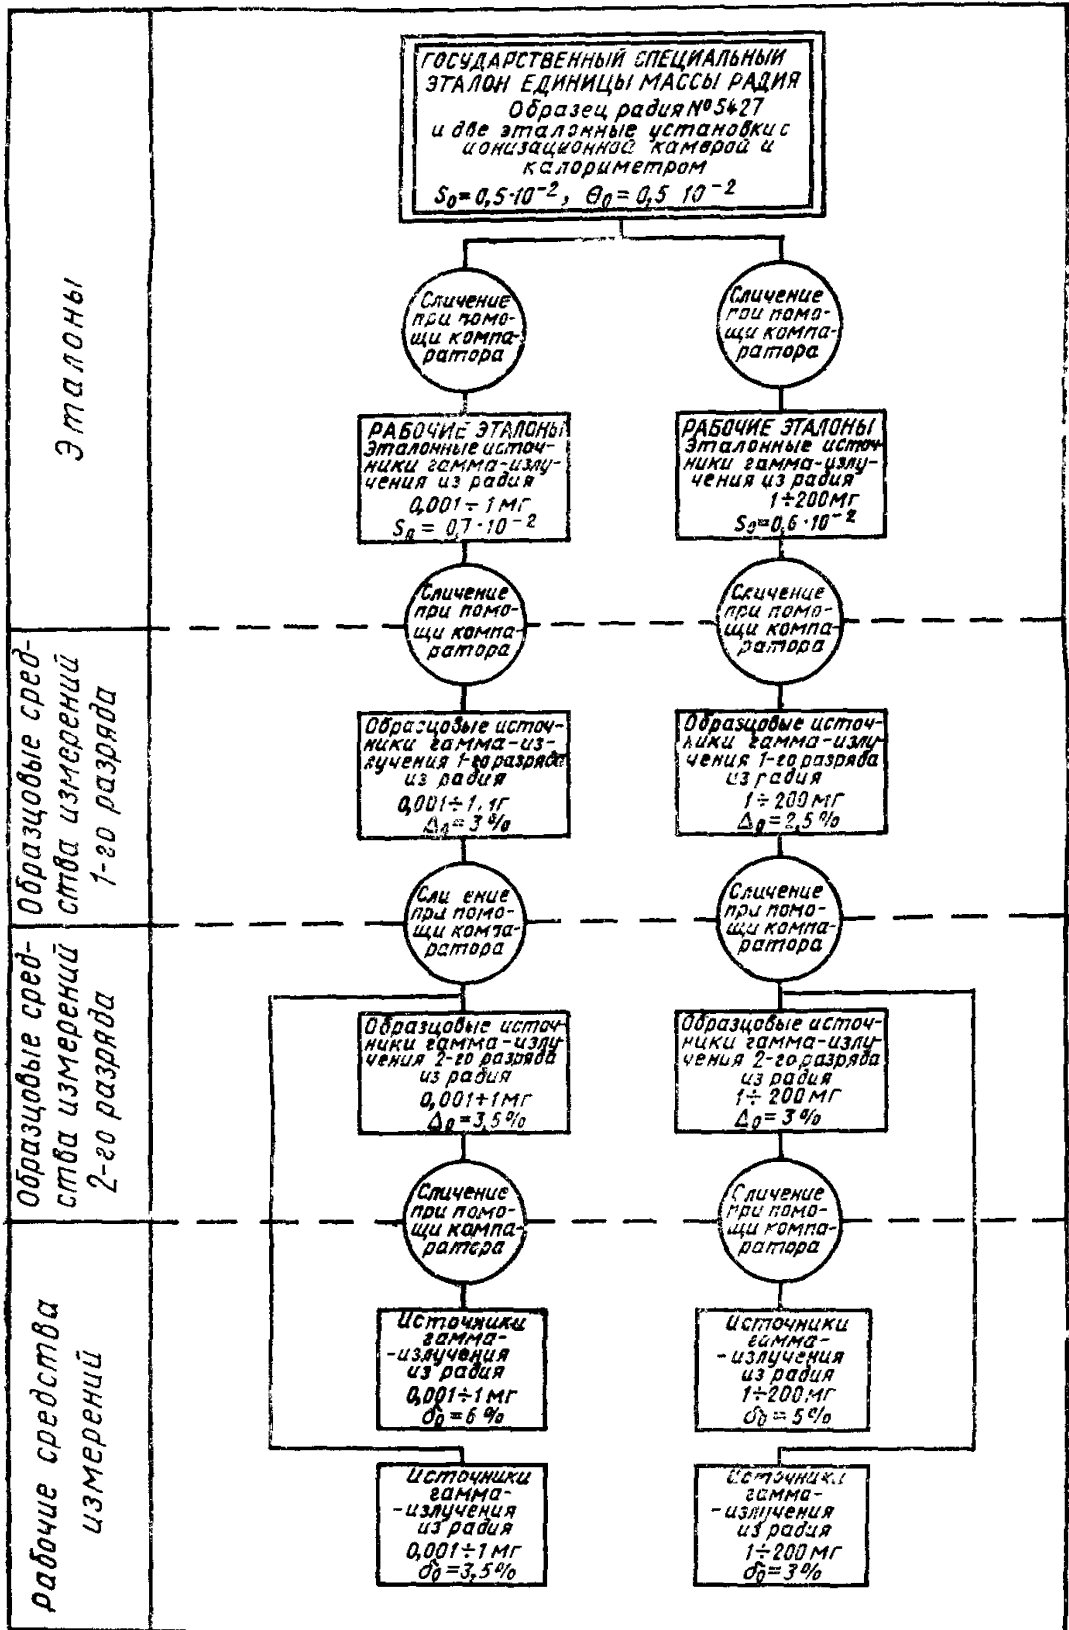 ГОСУДАРСТВЕННЫЙ СПЕЦИАЛЬНЫЙ
ЭТАЛОН ЕДИНИЦЫ МАССЫ РАДИЯ
Образец радия №5427
и две эталонные установки с
ионизационной камерой и
калориметром
S₀=0,5·10⁻², Θ₀=0,5 10⁻²
Эталоны
Сличение
при помо-
щи компа-
ратора
Сличение
при помо-
щи компа-
ратора
РАБОЧИЕ ЭТАЛОНЫ
Эталонные источ-
ники гамма-излу-
чения из радия
0,001÷1мг
S₀=0,7·10⁻²
РАБОЧИЕ ЭТАЛОНЫ
Эталонные источ-
ники гамма-излу-
чения из радия
1÷200мг
S₀=0,6·10⁻²
Сличение
при помо-
щи компа-
ратора
Сличение
при помо-
щи компа-
ратора
Образцовые сред-
ства измерений
1-го разряда
Образцовые источ-
ники гамма-из-
лучения 1-го разряда
из радия
0,001÷1
Δ₀=3%
Образцовые источ-
ники гамма-излу-
чения 1-го разряда
из радия
1÷200мг
Δ₀=2,5%
Сли ение
при помо-
щи компа-
ратора
Сличение
при помо-
щи компа-
ратора
Образцовые сред-
ства измерений
2-го разряда
Образцовые источ-
ники гамма-излу-
чения 2-го разряда
из радия
0,001÷1мг
Δ₀=3,5%
Образцовые источ-
ники гамма-излу-
чения 2-го разряда
из радия
1÷200мг
Δ₀=3%
Сличение
при помо-
щи компа-
ратора
Сличение
при помо-
щи компа-
ратора
Рабочие средства
измерений
Источники
гамма-
-излучения
из радия
0,001÷1мг
δ₀=6%
Источники
гамма-
-излучения
из радия
1÷200мг
δ₀=5%
Источники
гамма-
-излучения
из радия
0,001÷1мг
δ₀=3,5%
Источники
гамма-
-излучения
из радия
1÷200мг
δ₀=3%